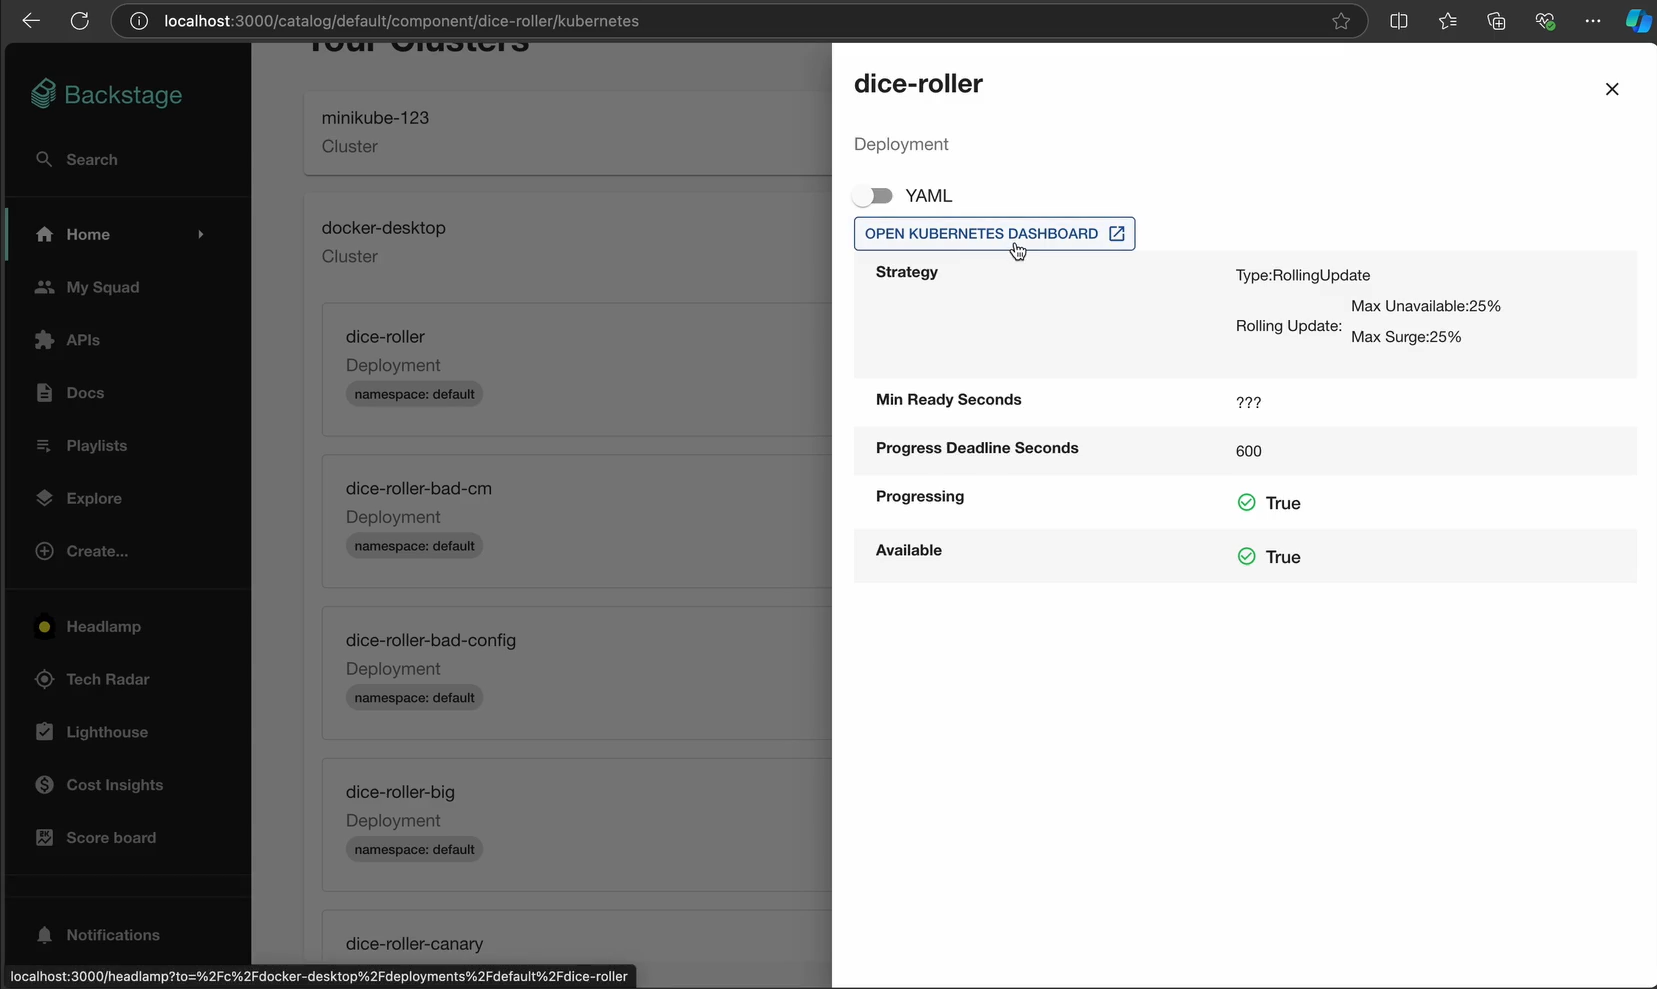 localhost:3000/catalog/default/component/dice-roller/kubernetes
Backstage
Search
Home
My Squad
APIs
Docs
Playlists
Explore
Create...
Headlamp
Tech Radar
Lighthouse
Cost Insights
Score board
Notifications
Your Clusters
minikube-123
Cluster
docker-desktop
Cluster
dice-roller
Deployment
namespace: default
dice-roller-bad-cm
Deployment
namespace: default
dice-roller-bad-config
Deployment
namespace: default
dice-roller-big
Deployment
namespace: default
dice-roller-canary
dice-roller
Deployment
YAML
OPEN KUBERNETES DASHBOARD
Strategy
Type:RollingUpdate
Rolling Update:
Max Unavailable:25%
Max Surge:25%
Min Ready Seconds ???
Progress Deadline Seconds 600
Progressing True
Available True
localhost:3000/headlamp?to=%2Fc%2Fdocker-desktop%2Fdeployments%2Fdefault%2Fdice-roller